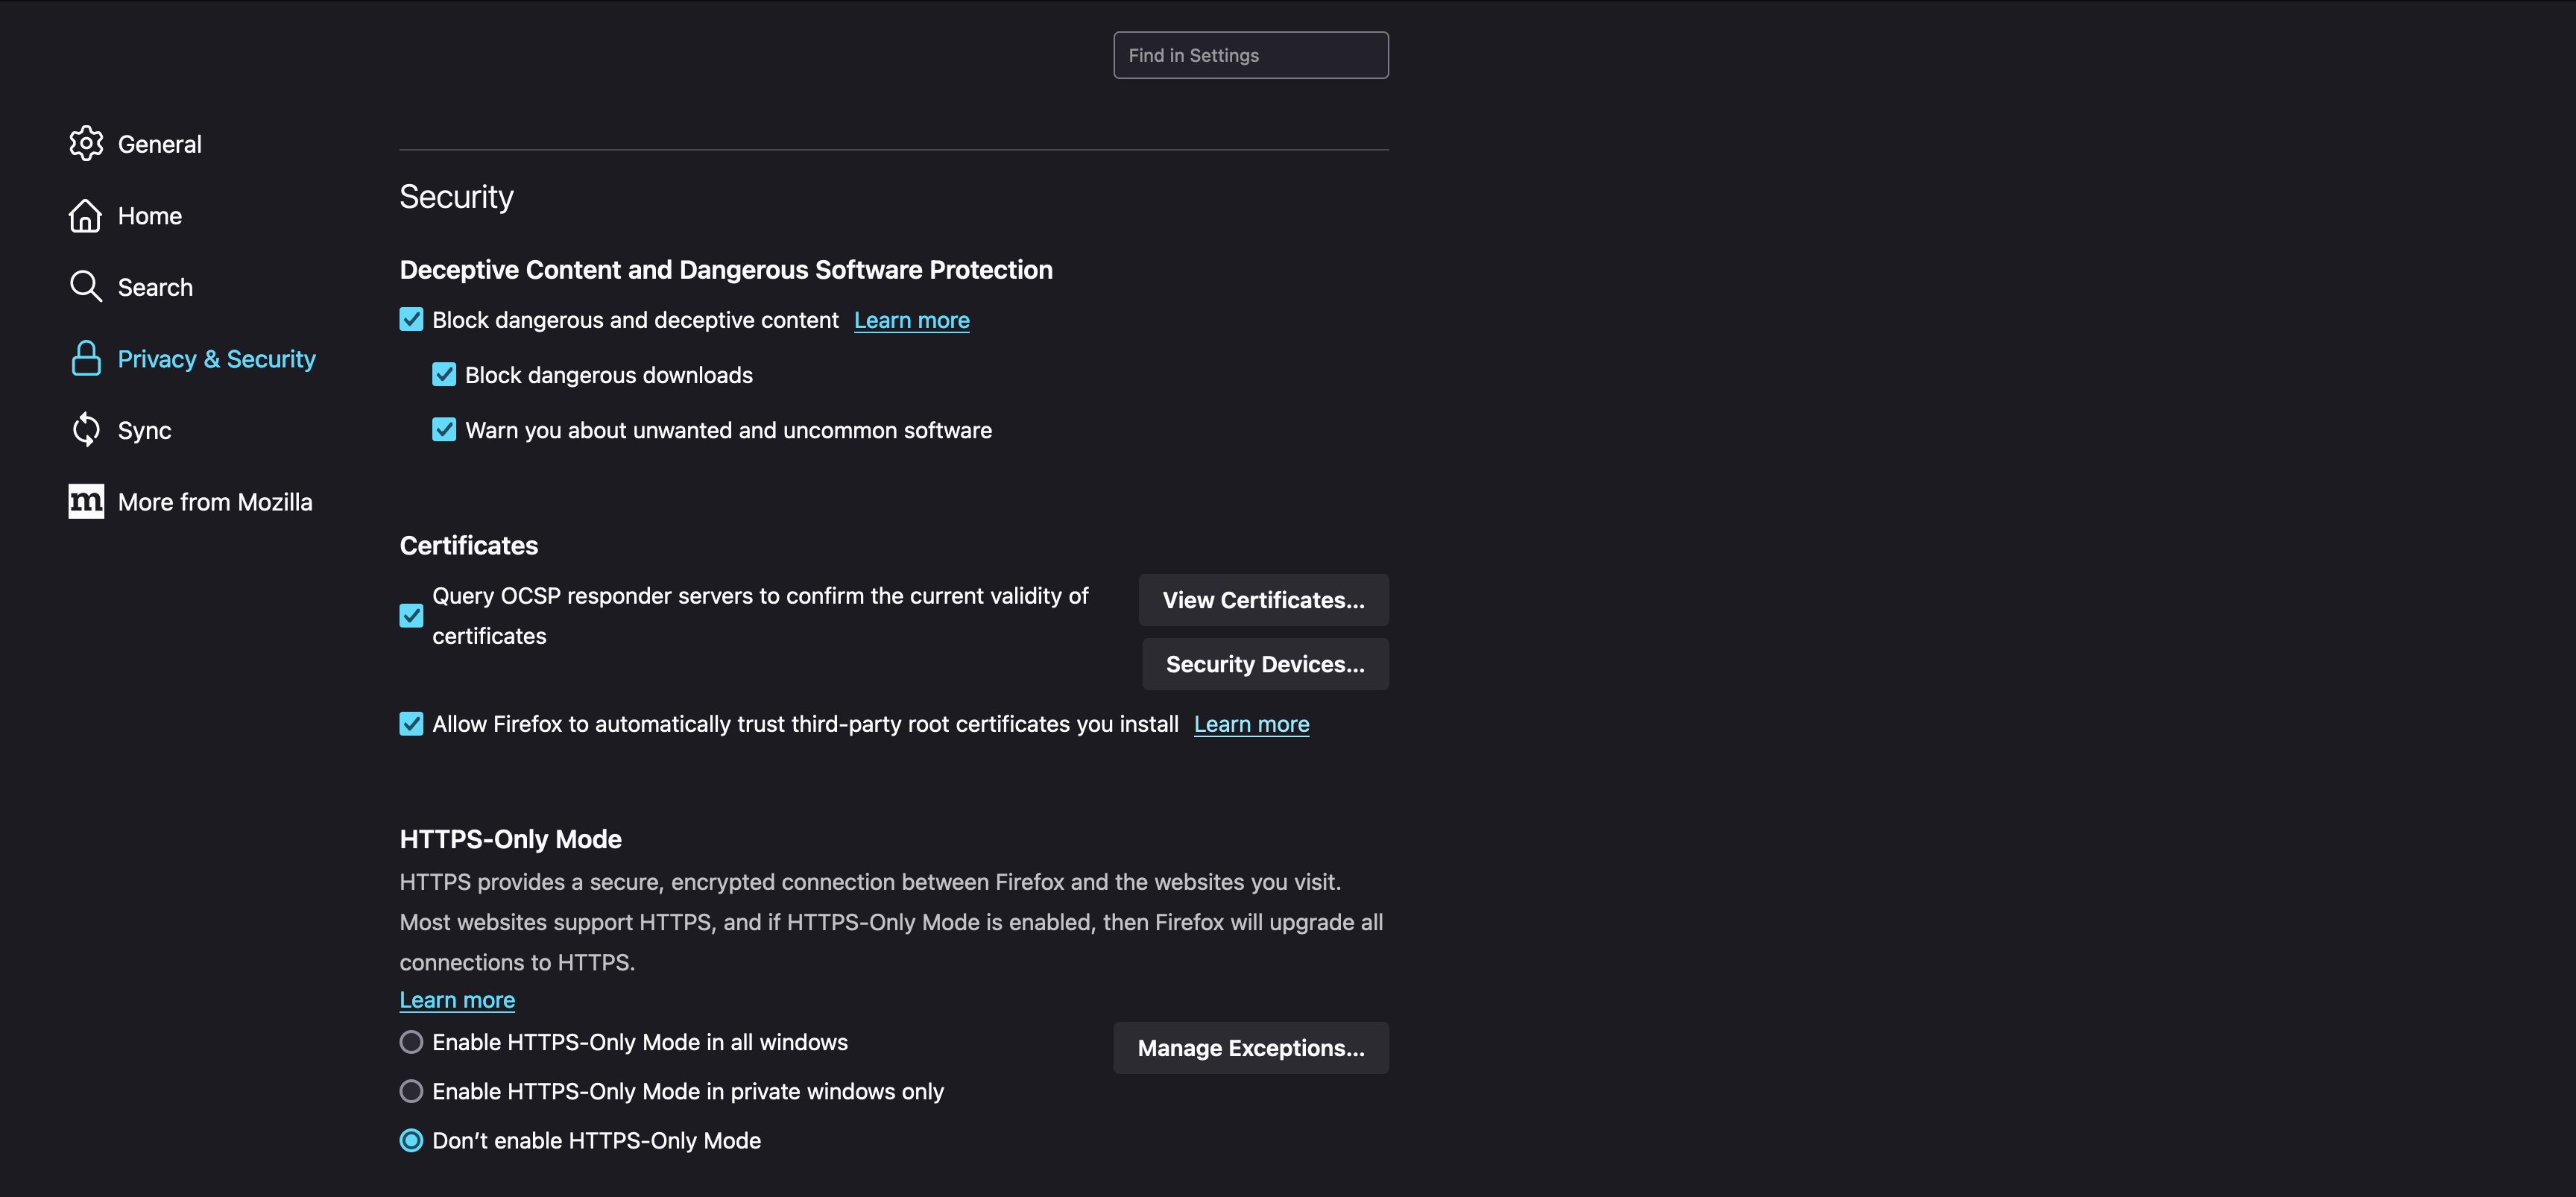 Find in Settings
General
Home
Search
Privacy & Security
Sync
m
More from Mozilla
Security
Deceptive Content and Dangerous Software Protection
Block dangerous and deceptive content Learn more
Block dangerous downloads
Warn you about unwanted and uncommon software
Certificates
Query OCSP responder servers to confirm the current validity of
certificates
View Certificates...
Security Devices...
Allow Firefox to automatically trust third-party root certificates you install Learn more
HTTPS-Only Mode
HTTPS provides a secure, encrypted connection between Firefox and the websites you visit.
Most websites support HTTPS, and if HTTPS-Only Mode is enabled, then Firefox will upgrade all
connections to HTTPS.
Learn more
Enable HTTPS-Only Mode in all windows
Manage Exceptions...
Enable HTTPS-Only Mode in private windows only
Don’t enable HTTPS-Only Mode